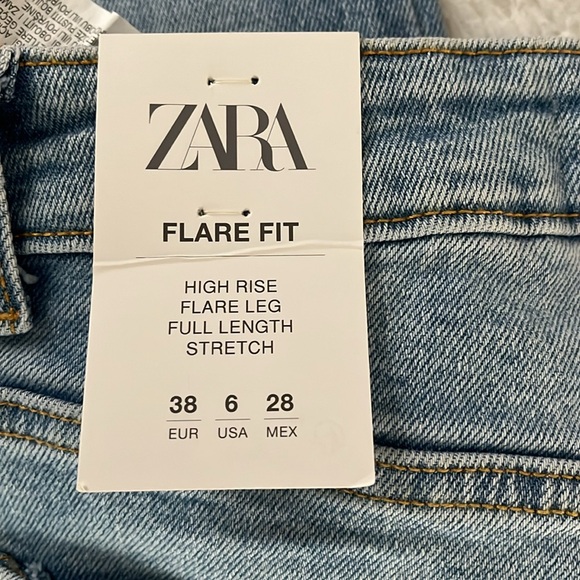 ZARA
FLARE FIT
HIGH RISE
FLARE LEG
FULL LENGTH
STRETCH
38 6 28
EUR USA MEX